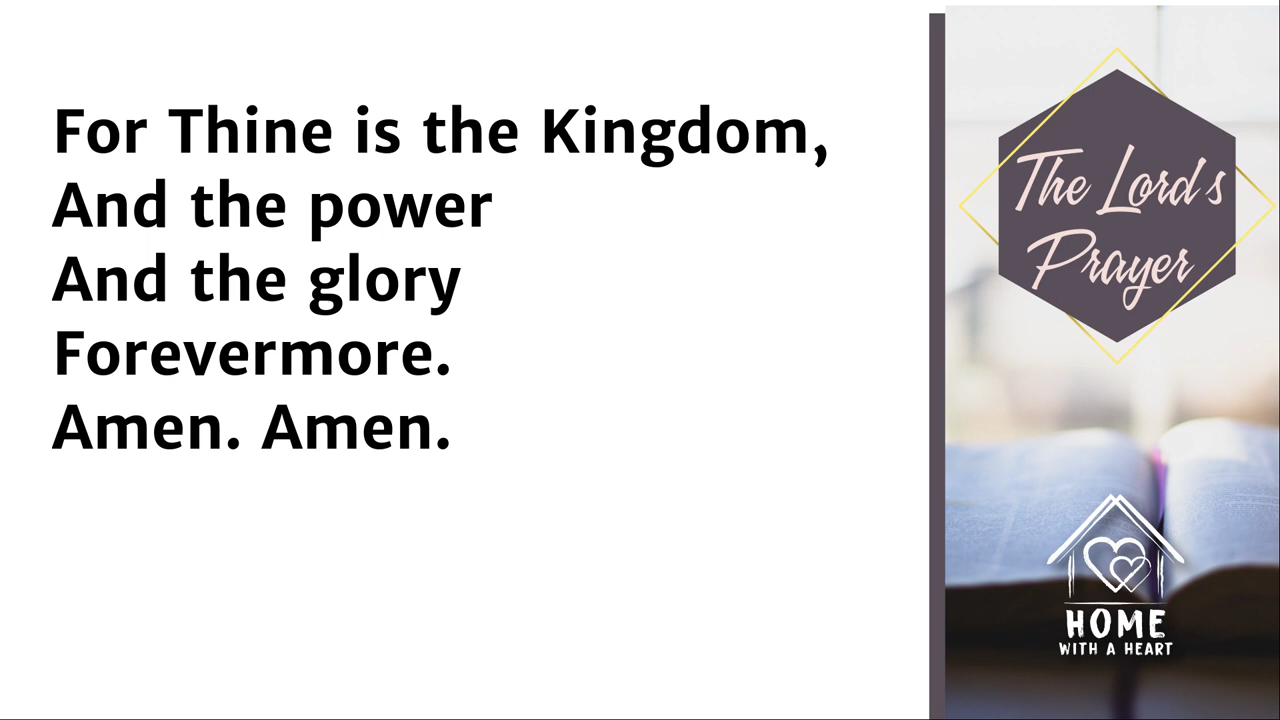 For Thine is the Kingdom,
And the power
And the glory
Forevermore.
Amen. Amen.
The Lord's
Prayer
HOME
WITH A HEART